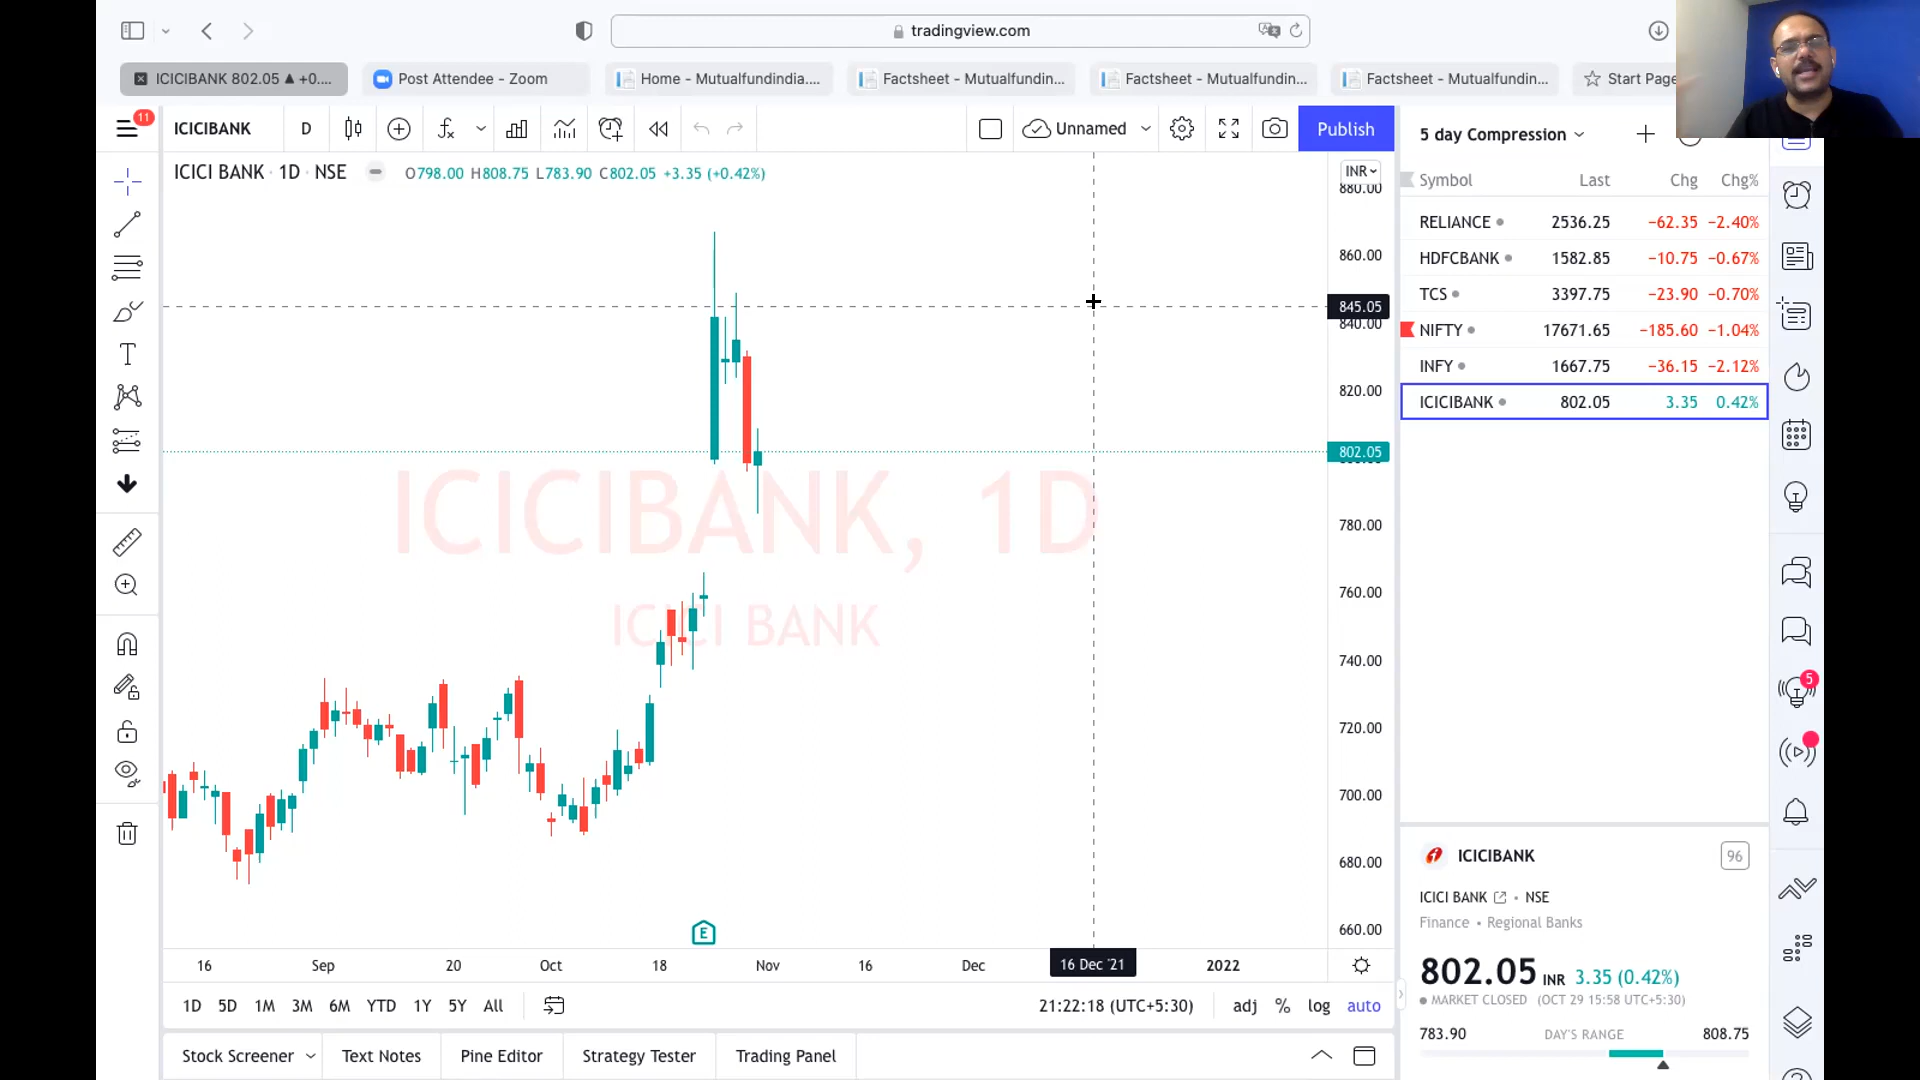 tradingview.com
ICICIBANK 802.05 ▲ +0....
Post Attendee - Zoom
Home - Mutualfundindia....
Factsheet - Mutualfundin...
Factsheet - Mutualfundin...
Factsheet - Mutualfundin...
Start Page
11
ICICIBANK
D
Unnamed
Publish
5 day Compression
ICICI BANK · 1D · NSE
O798.00 H808.75 L783.90 C802.05 +3.35 (+0.42%)
INR
Symbol Last Chg Chg%
RELIANCE 2536.25 −62.35 −2.40%
HDFCBANK 1582.85 −10.75 −0.67%
TCS 3397.75 −23.90 −0.70%
NIFTY 17671.65 −185.60 −1.04%
INFY 1667.75 −36.15 −2.12%
ICICIBANK 802.05 3.35 0.42%
880.00
860.00
845.05
840.00
820.00
802.05
780.00
760.00
740.00
720.00
700.00
680.00
660.00
ICICIBANK, 1D
ICICI BANK
E
16 Sep 20 Oct 18 Nov 16 Dec 16 Dec '21 2022
1D 5D 1M 3M 6M YTD 1Y 5Y All
21:22:18 (UTC+5:30)
adj % log auto
Stock Screener Text Notes Pine Editor Strategy Tester Trading Panel
5
ICICIBANK
96
ICICI BANK · NSE
Finance • Regional Banks
802.05 INR 3.35 (0.42%)
MARKET CLOSED (OCT 29 15:58 UTC+5:30)
783.90 DAY'S RANGE 808.75